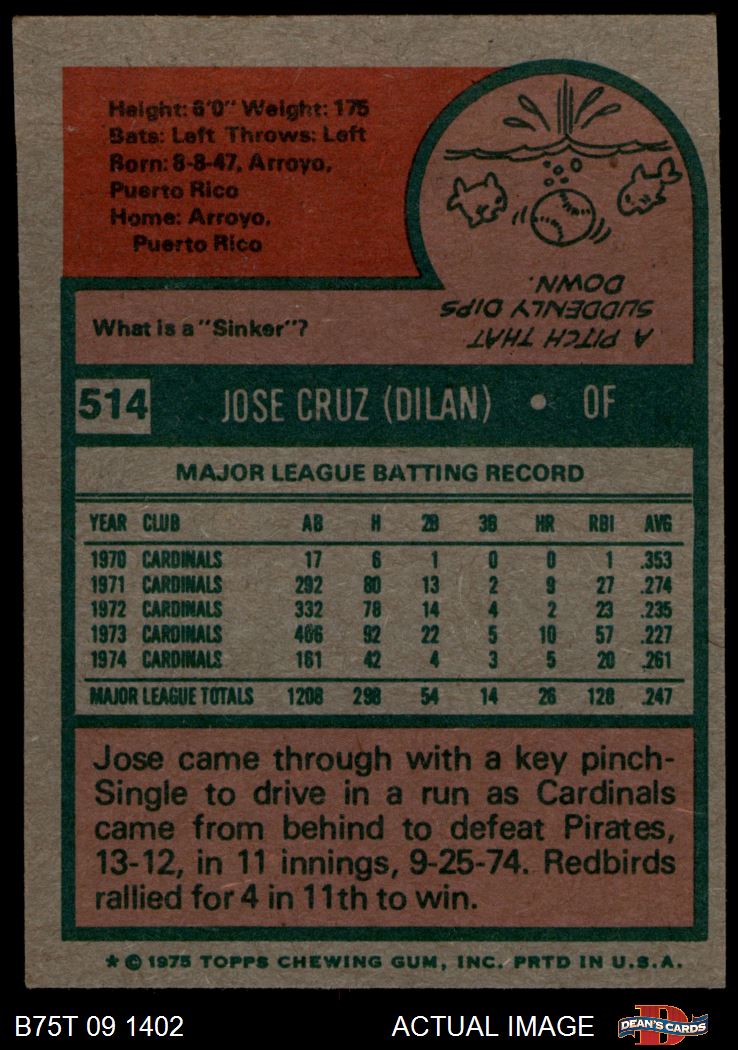 Height: 6'0" Weight: 175
Bats: Left Throws: Left
Born: 8-8-47, Arroyo,
Puerto Rico
Home: Arroyo,
Puerto Rico
What is a "Sinker"?
A PITCH THAT
SUDDENLY DIPS
DOWN.
514 JOSE CRUZ (DILAN) • OF
MAJOR LEAGUE BATTING RECORD
YEAR CLUB AB H 2B 3B HR RBI AVG
1970 CARDINALS 17 6 1 0 0 1 .353
1971 CARDINALS 292 80 13 2 9 27 .274
1972 CARDINALS 332 78 14 4 2 23 .235
1973 CARDINALS 406 92 22 5 10 57 .227
1974 CARDINALS 161 42 4 3 5 20 .261
MAJOR LEAGUE TOTALS 1208 298 54 14 26 128 .247
Jose came through with a key pinch-
Single to drive in a run as Cardinals
came from behind to defeat Pirates,
13-12, in 11 innings, 9-25-74. Redbirds
rallied for 4 in 11th to win.
* © 1975 TOPPS CHEWING GUM, INC. PRTD IN U.S.A.
B75T 09 1402 ACTUAL IMAGE D DEAN'S CARDS